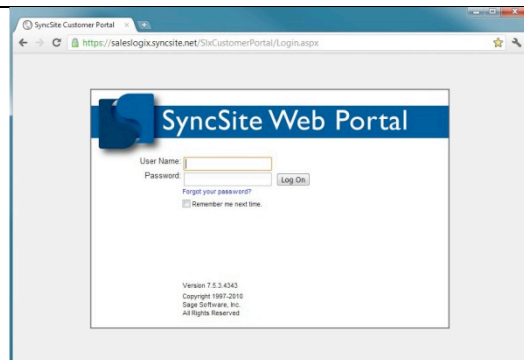 SyncSite Customer Portal
https://saleslogix.syncsite.net/SlxCustomerPortal/Login.aspx
SyncSite Web Portal
User Name:
Password:
Log On
Forgot your password?
Remember me next time.
Version 7.5.3.4343
Copyright 1997-2010
Sage Software, Inc.
All Rights Reserved